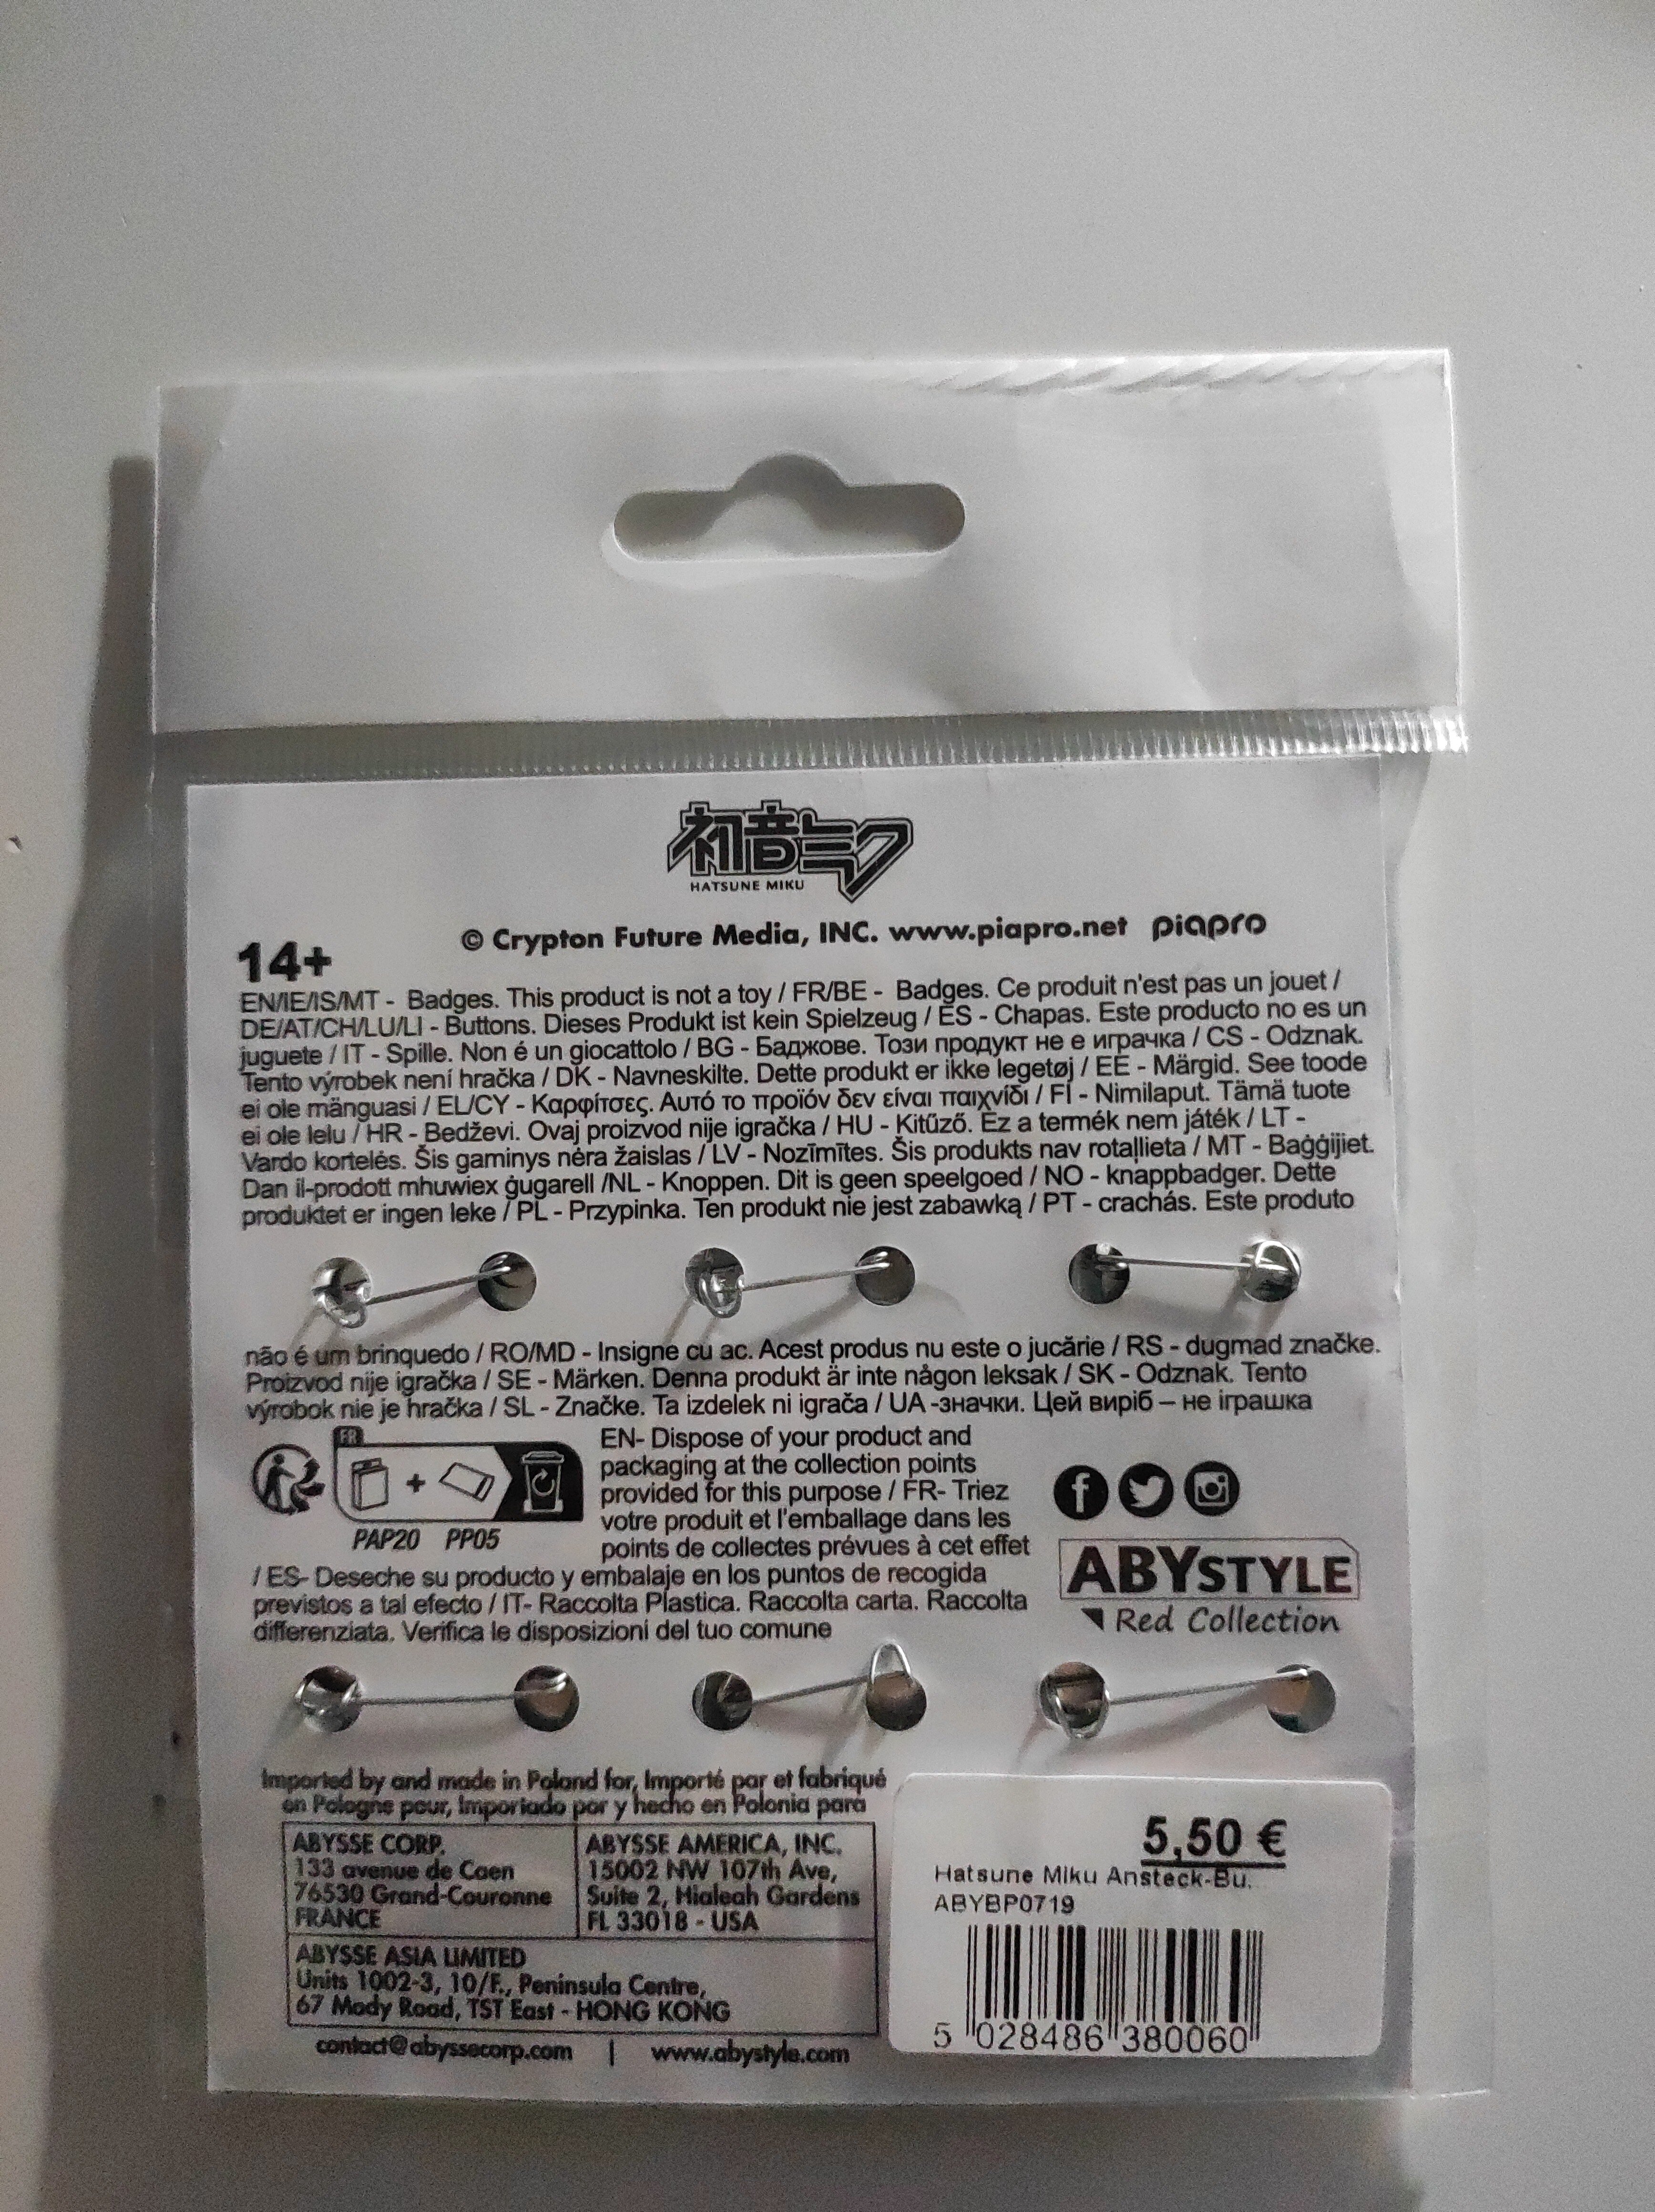 初音ミク
HATSUNE MIKU
© Crypton Future Media, INC. www.piapro.net piapro
14+
EN/IE/IS/MT - Badges. This product is not a toy / FR/BE - Badges. Ce produit n'est pas un jouet /
DE/AT/CH/LU/LI - Buttons. Dieses Produkt ist kein Spielzeug / ES - Chapas. Este producto no es un
juguete / IT - Spille. Non é un giocattolo / BG - Баджове. Този продукт не е играчка / CS - Odznak.
Tento výrobek není hračka / DK - Navneskilte. Dette produkt er ikke legetøj / EE - Märgid. See toode
ei ole mänguasi / EL/CY - Καρφίτσες. Αυτό το προϊόν δεν είναι παιχνίδι / FI - Nimilaput. Tämä tuote
ei ole lelu / HR - Bedževi. Ovaj proizvod nije igračka / HU - Kitűző. Ez a termék nem játék / LT -
Vardo kortelės. Šis gaminys nėra žaislas / LV - Nozīmītes. Šis produkts nav rotaļlieta / MT - Baġġijiet.
Dan il-prodott mhuwiex ġugarell /NL - Knoppen. Dit is geen speelgoed / NO - knappbadger. Dette
produktet er ingen leke / PL - Przypinka. Ten produkt nie jest zabawką / PT - crachás. Este produto
não é um brinquedo / RO/MD - Insigne cu ac. Acest produs nu este o jucărie / RS - dugmad značke.
Proizvod nije igračka / SE - Märken. Denna produkt är inte någon leksak / SK - Odznak. Tento
výrobok nie je hračka / SL - Značke. Ta izdelek ni igrača / UA -значки. Цей виріб – не іграшка
FR
PAP20 PP05
EN- Dispose of your product and
packaging at the collection points
provided for this purpose / FR- Triez
votre produit et l'emballage dans les
points de collectes prévues à cet effet
/ ES- Deseche su producto y embalaje en los puntos de recogida
previstos a tal efecto / IT- Raccolta Plastica. Raccolta carta. Raccolta
differenziata. Verifica le disposizioni del tuo comune
ABYSTYLE
Red Collection
Imported by and made in Poland for, Importé par et fabriqué
en Pologne pour, Importado por y hecho en Polonia para
ABYSSE CORP.
133 avenue de Caen
76530 Grand-Couronne
FRANCE
ABYSSE AMERICA, INC.
15002 NW 107th Ave,
Suite 2, Hialeah Gardens
FL 33018 - USA
ABYSSE ASIA LIMITED
Units 1002-3, 10/F., Peninsula Centre,
67 Mody Road, TST East - HONG KONG
contact@abyssecorp.com | www.abystyle.com
5,50 €
Hatsune Miku Ansteck-Bu.
ABYBP0719
5 028486 380060